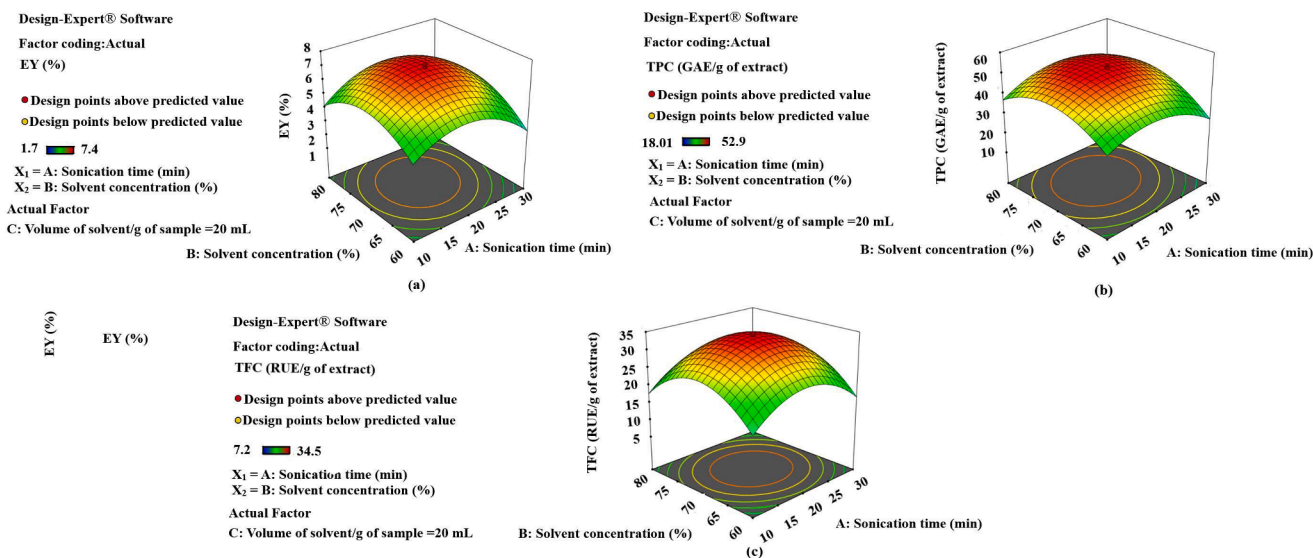 Design-Expert® Software
Factor coding:Actual
EY (%)
Design points above predicted value
Design points below predicted value
1.7 7.4
X₁ = A: Sonication time (min)
X₂ = B: Solvent concentration (%)
Actual Factor
C: Volume of solvent/g of sample =20 mL
EY (%)
8
7
6
5
4
3
2
1
80
75
70
65
60
10
15
20
25
30
B: Solvent concentration (%)
A: Sonication time (min)
(a)
Design-Expert® Software
Factor coding:Actual
TPC (GAE/g of extract)
Design points above predicted value
Design points below predicted value
18.01 52.9
X₁ = A: Sonication time (min)
X₂ = B: Solvent concentration (%)
Actual Factor
C: Volume of solvent/g of sample =20 mL
TPC (GAE/g of extract)
60
50
40
30
20
10
80
75
70
65
60
10
15
20
25
30
B: Solvent concentration (%)
A: Sonication time (min)
(b)
EY (%)
EY (%)
Design-Expert® Software
Factor coding:Actual
TFC (RUE/g of extract)
Design points above predicted value
Design points below predicted value
7.2 34.5
X₁ = A: Sonication time (min)
X₂ = B: Solvent concentration (%)
Actual Factor
C: Volume of solvent/g of sample =20 mL
TFC (RUE/g of extract)
35
30
25
20
15
10
5
80
75
70
65
60
10
15
20
25
30
B: Solvent concentration (%)
A: Sonication time (min)
(c)